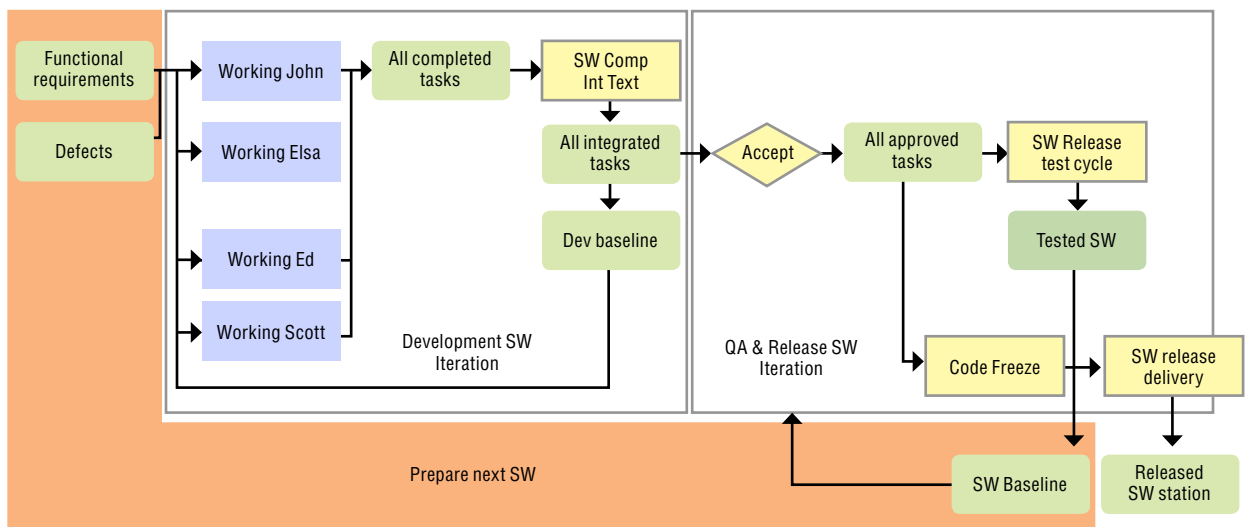 Functional
requirements
Defects
Working John
Working Elsa
Working Ed
Working Scott
All completed
tasks
SW Comp
Int Text
All integrated
tasks
Dev baseline
Development SW
Iteration
Accept
All approved
tasks
SW Release
test cycle
Tested SW
QA & Release SW
Iteration
Code Freeze
SW release
delivery
Prepare next SW
SW Baseline
Released
SW station